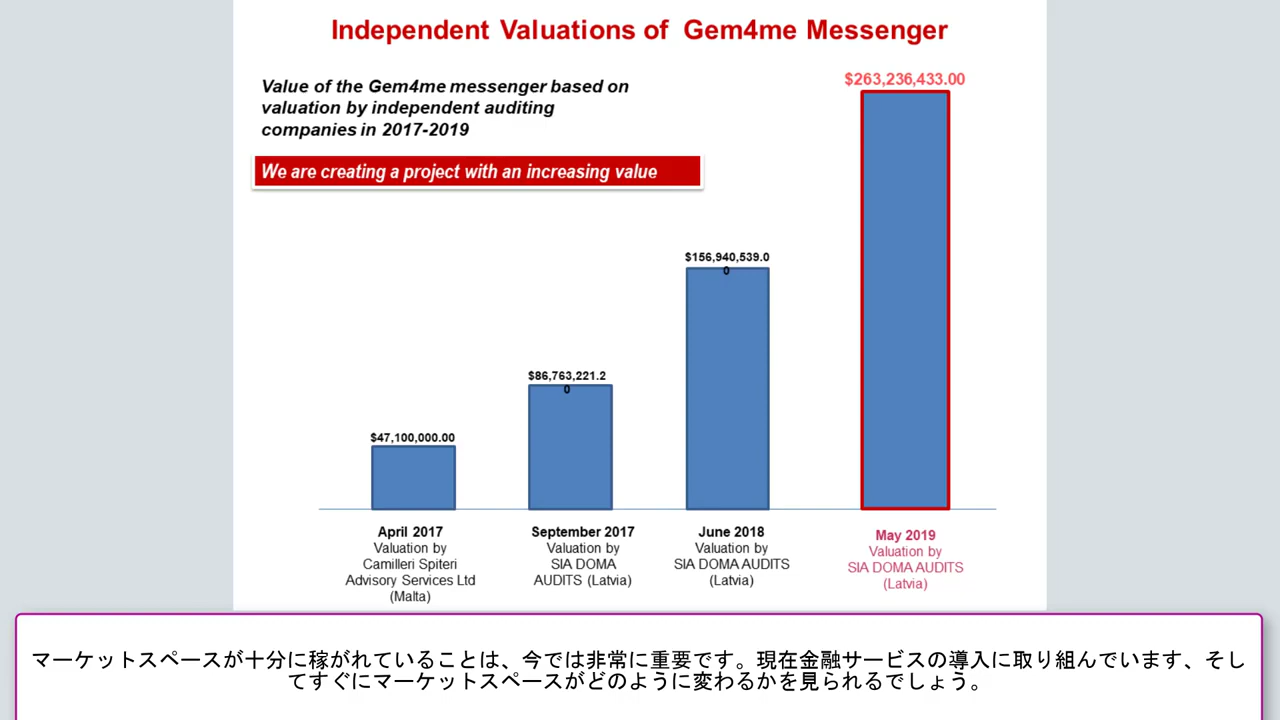 Independent Valuations of Gem4me Messenger
Value of the Gem4me messenger based on
valuation by independent auditing
companies in 2017-2019
We are creating a project with an increasing value
$47,100,000.00
$86,763,221.2
0
$156,940,539.0
0
$263,236,433.00
April 2017
Valuation by
Camilleri Spiteri
Advisory Services Ltd
(Malta)
September 2017
Valuation by
SIA DOMA
AUDITS (Latvia)
June 2018
Valuation by
SIA DOMA AUDITS
(Latvia)
May 2019
Valuation by
SIA DOMA AUDITS
(Latvia)
マーケットスペースが十分に稼がれていることは、今では非常に重要です。現在金融サービスの導入に取り組んでいます、そし
てすぐにマーケットスペースがどのように変わるかを見られるでしょう。